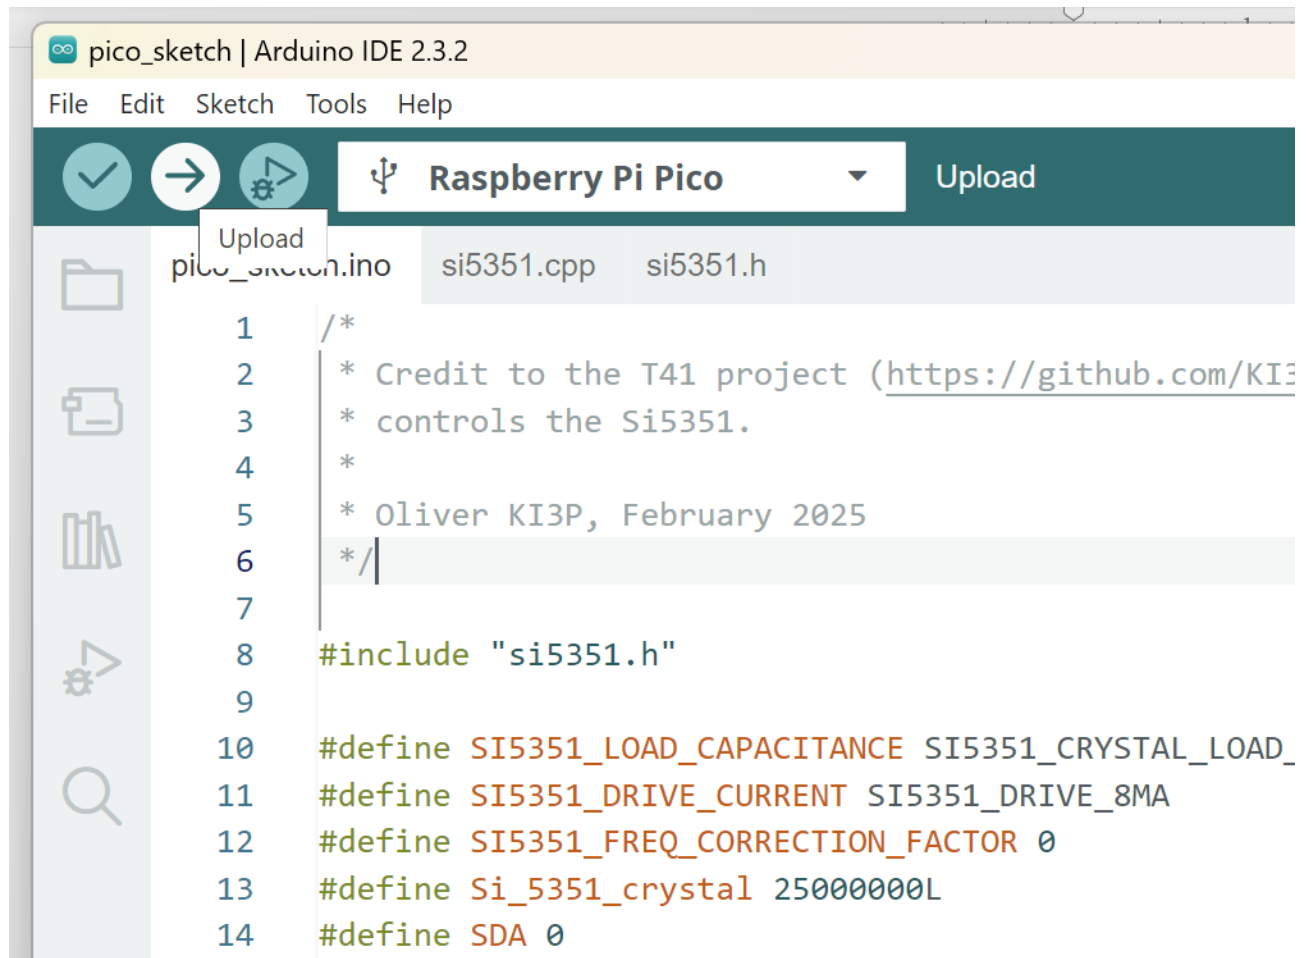 pico_sketch | Arduino IDE 2.3.2
File Edit Sketch Tools Help
Raspberry Pi Pico Upload
Upload
pico_sketch.ino si5351.cpp si5351.h
1 /*
2 * Credit to the T41 project (https://github.com/KI3
3 * controls the Si5351.
4 *
5 * Oliver KI3P, February 2025
6 */
7
8 #include "si5351.h"
9
10 #define SI5351_LOAD_CAPACITANCE SI5351_CRYSTAL_LOAD_
11 #define SI5351_DRIVE_CURRENT SI5351_DRIVE_8MA
12 #define SI5351_FREQ_CORRECTION_FACTOR 0
13 #define Si_5351_crystal 25000000L
14 #define SDA 0